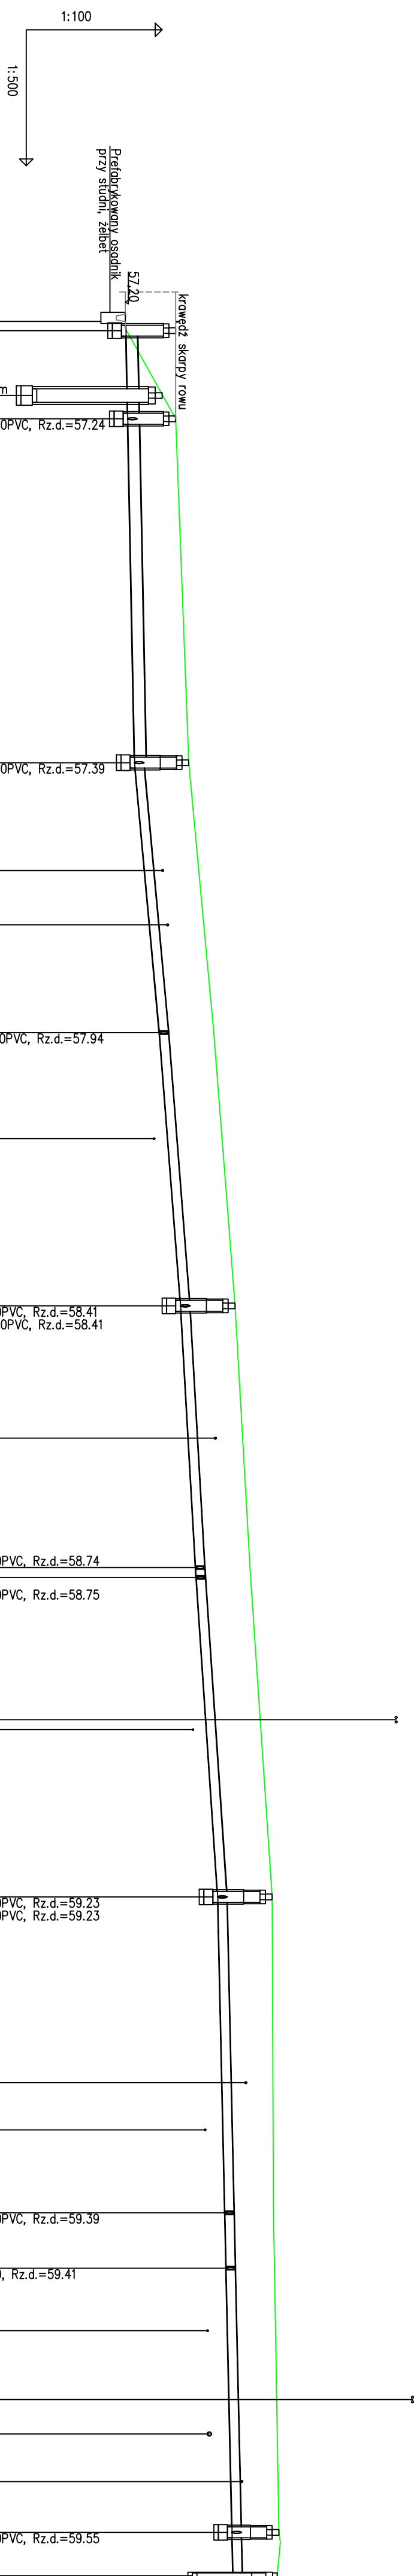 1:100
1:500
Prefabrykowany osadnik
przy studni, żelbet
57.20
krawędź skarpy rowu
m
0PVC, Rz.d.=57.24
0PVC, Rz.d.=57.39
0PVC, Rz.d.=57.94
0PVC, Rz.d.=58.41
0PVC, Rz.d.=58.41
0PVC, Rz.d.=58.74
0PVC, Rz.d.=58.75
0PVC, Rz.d.=59.23
0PVC, Rz.d.=59.23
0PVC, Rz.d.=59.39
, Rz.d.=59.41
0PVC, Rz.d.=59.55